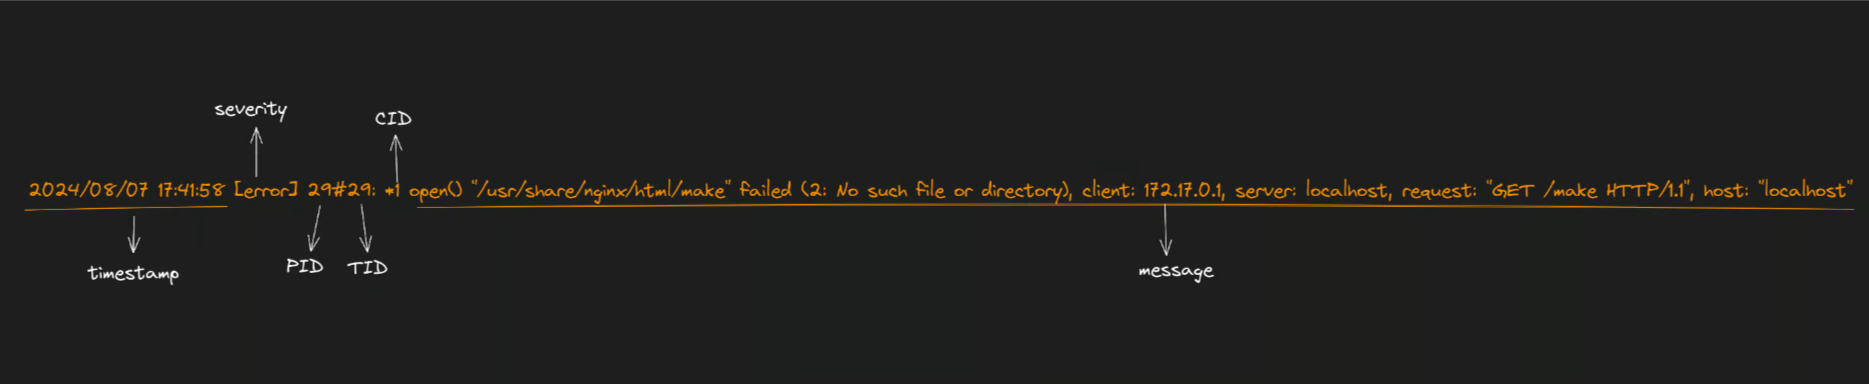 severity
CID
2024/08/07 17:41:58 [error] 29#29: *1 open() "/usr/share/nginx/html/make" failed (2: No such file or directory), client: 172.17.0.1, server: localhost, request: "GET /make HTTP/1.1", host: "localhost"
timestamp
PID
TID
message